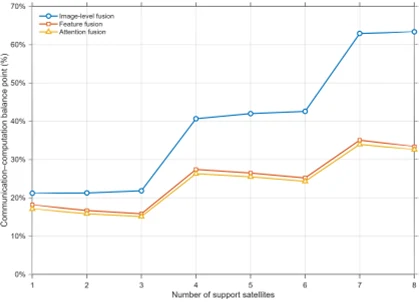 70%
60%
50%
40%
30%
20%
10%
0%
Communication–computation balance point (%)
Image-level fusion
Feature fusion
Attention fusion
1 2 3 4 5 6 7 8
Number of support satellites